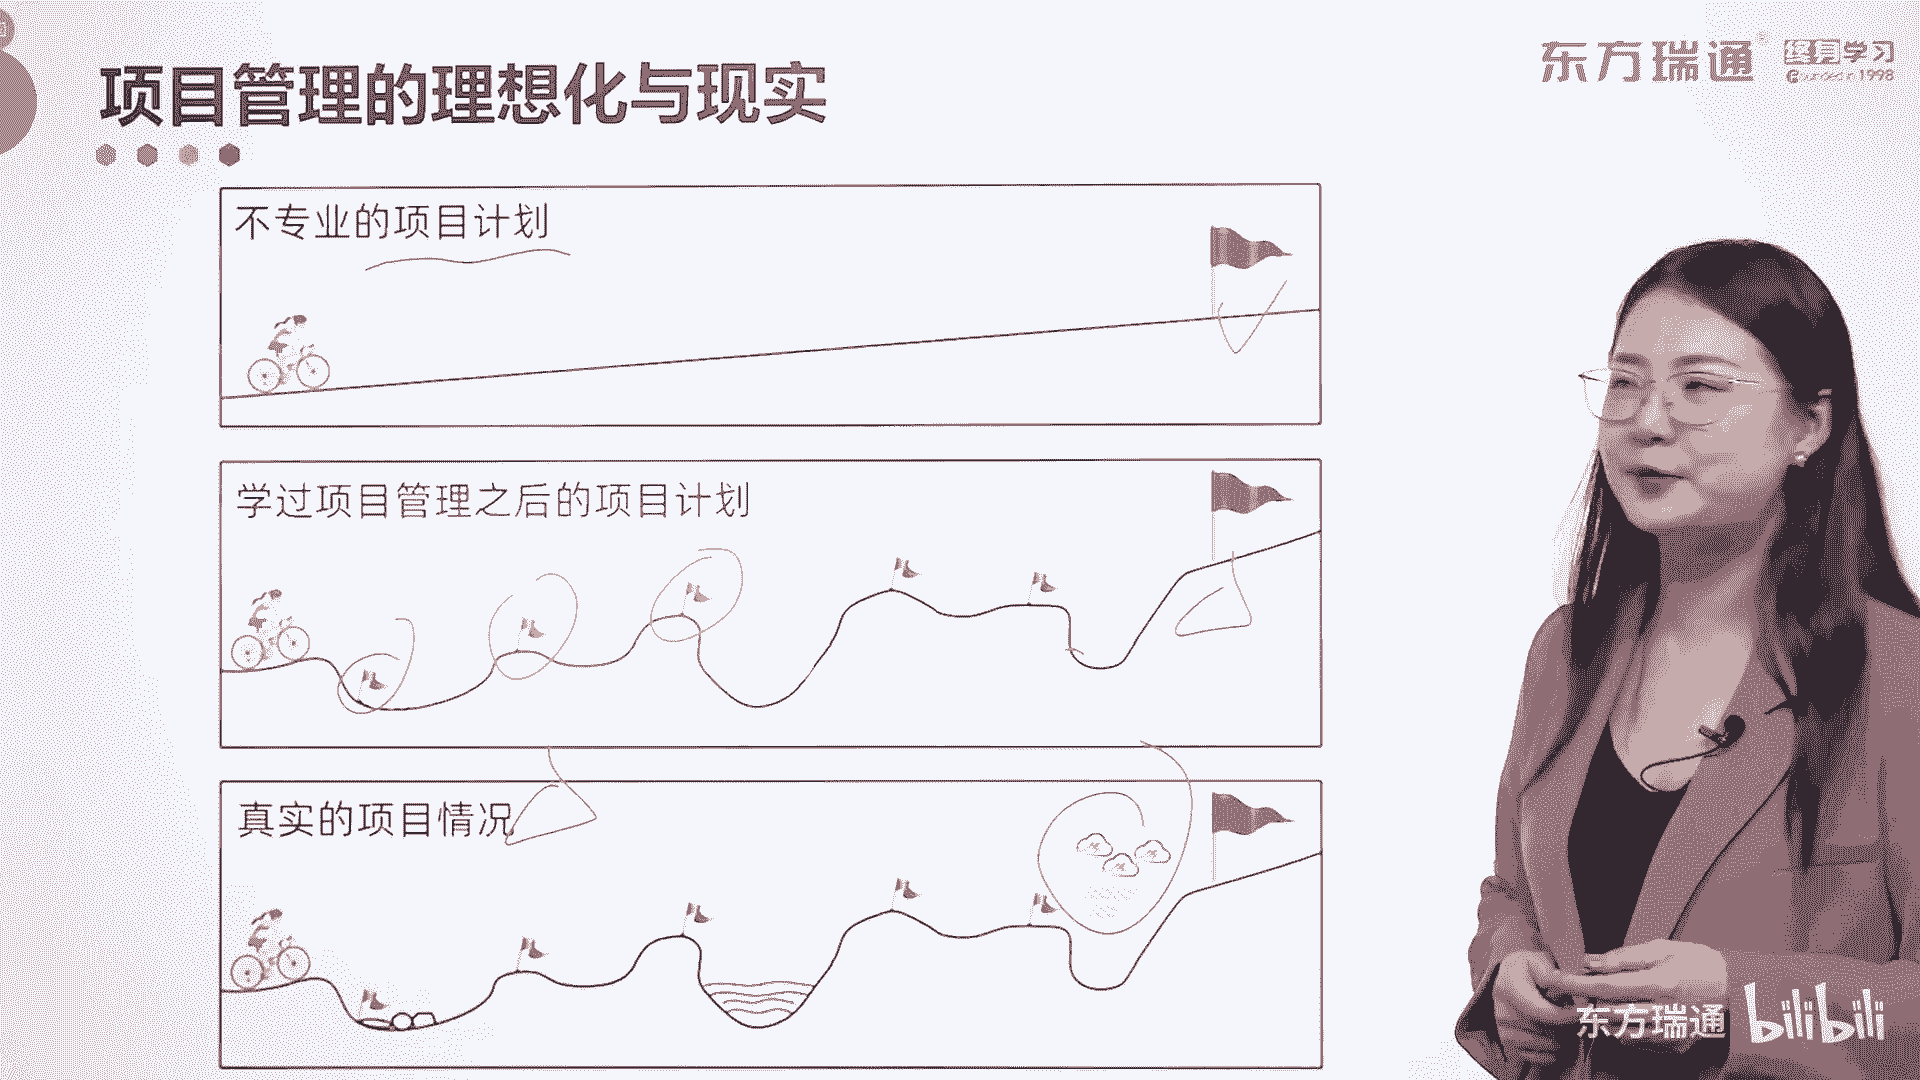 东方瑞通®
终身学习
Founded in 1998
项目管理的理想化与现实
不专业的项目计划
学过项目管理之后的项目计划
真实的项目情况
东方瑞通 bilibili